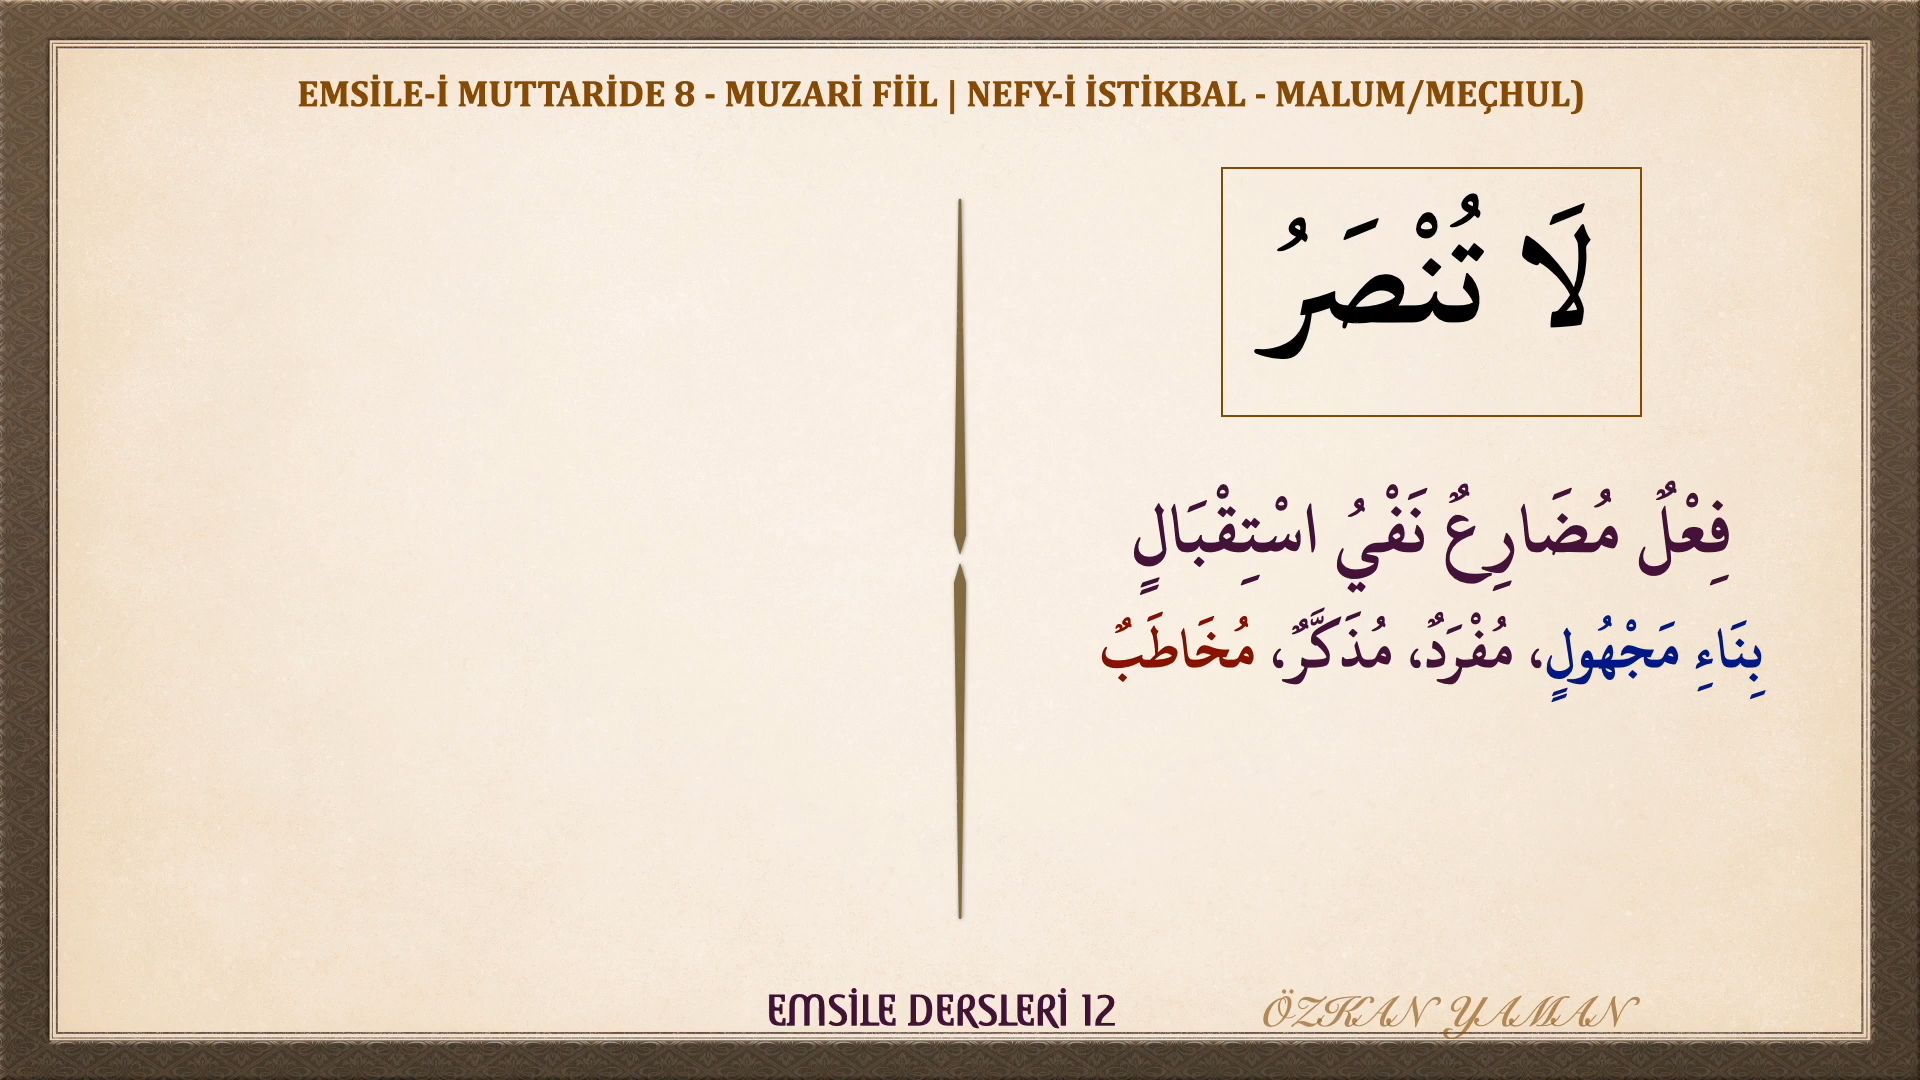 EMSİLE-İ MUTTARİDE 8 - MUZARİ FİİL | NEFY-İ İSTİKBAL - MALUM/MEÇHUL)
لَا تُنْصَرُ
فِعْلٌ مُضَارِعٌ نَفْيُ اسْتِقْبَالٍ
بِنَاءِ مَجْهُولٍ، مُفْرَدٌ، مُذَكَّرٌ، مُخَاطَبٌ
EMSİLE DERSLERİ 12
ÖZKAN YAMAN